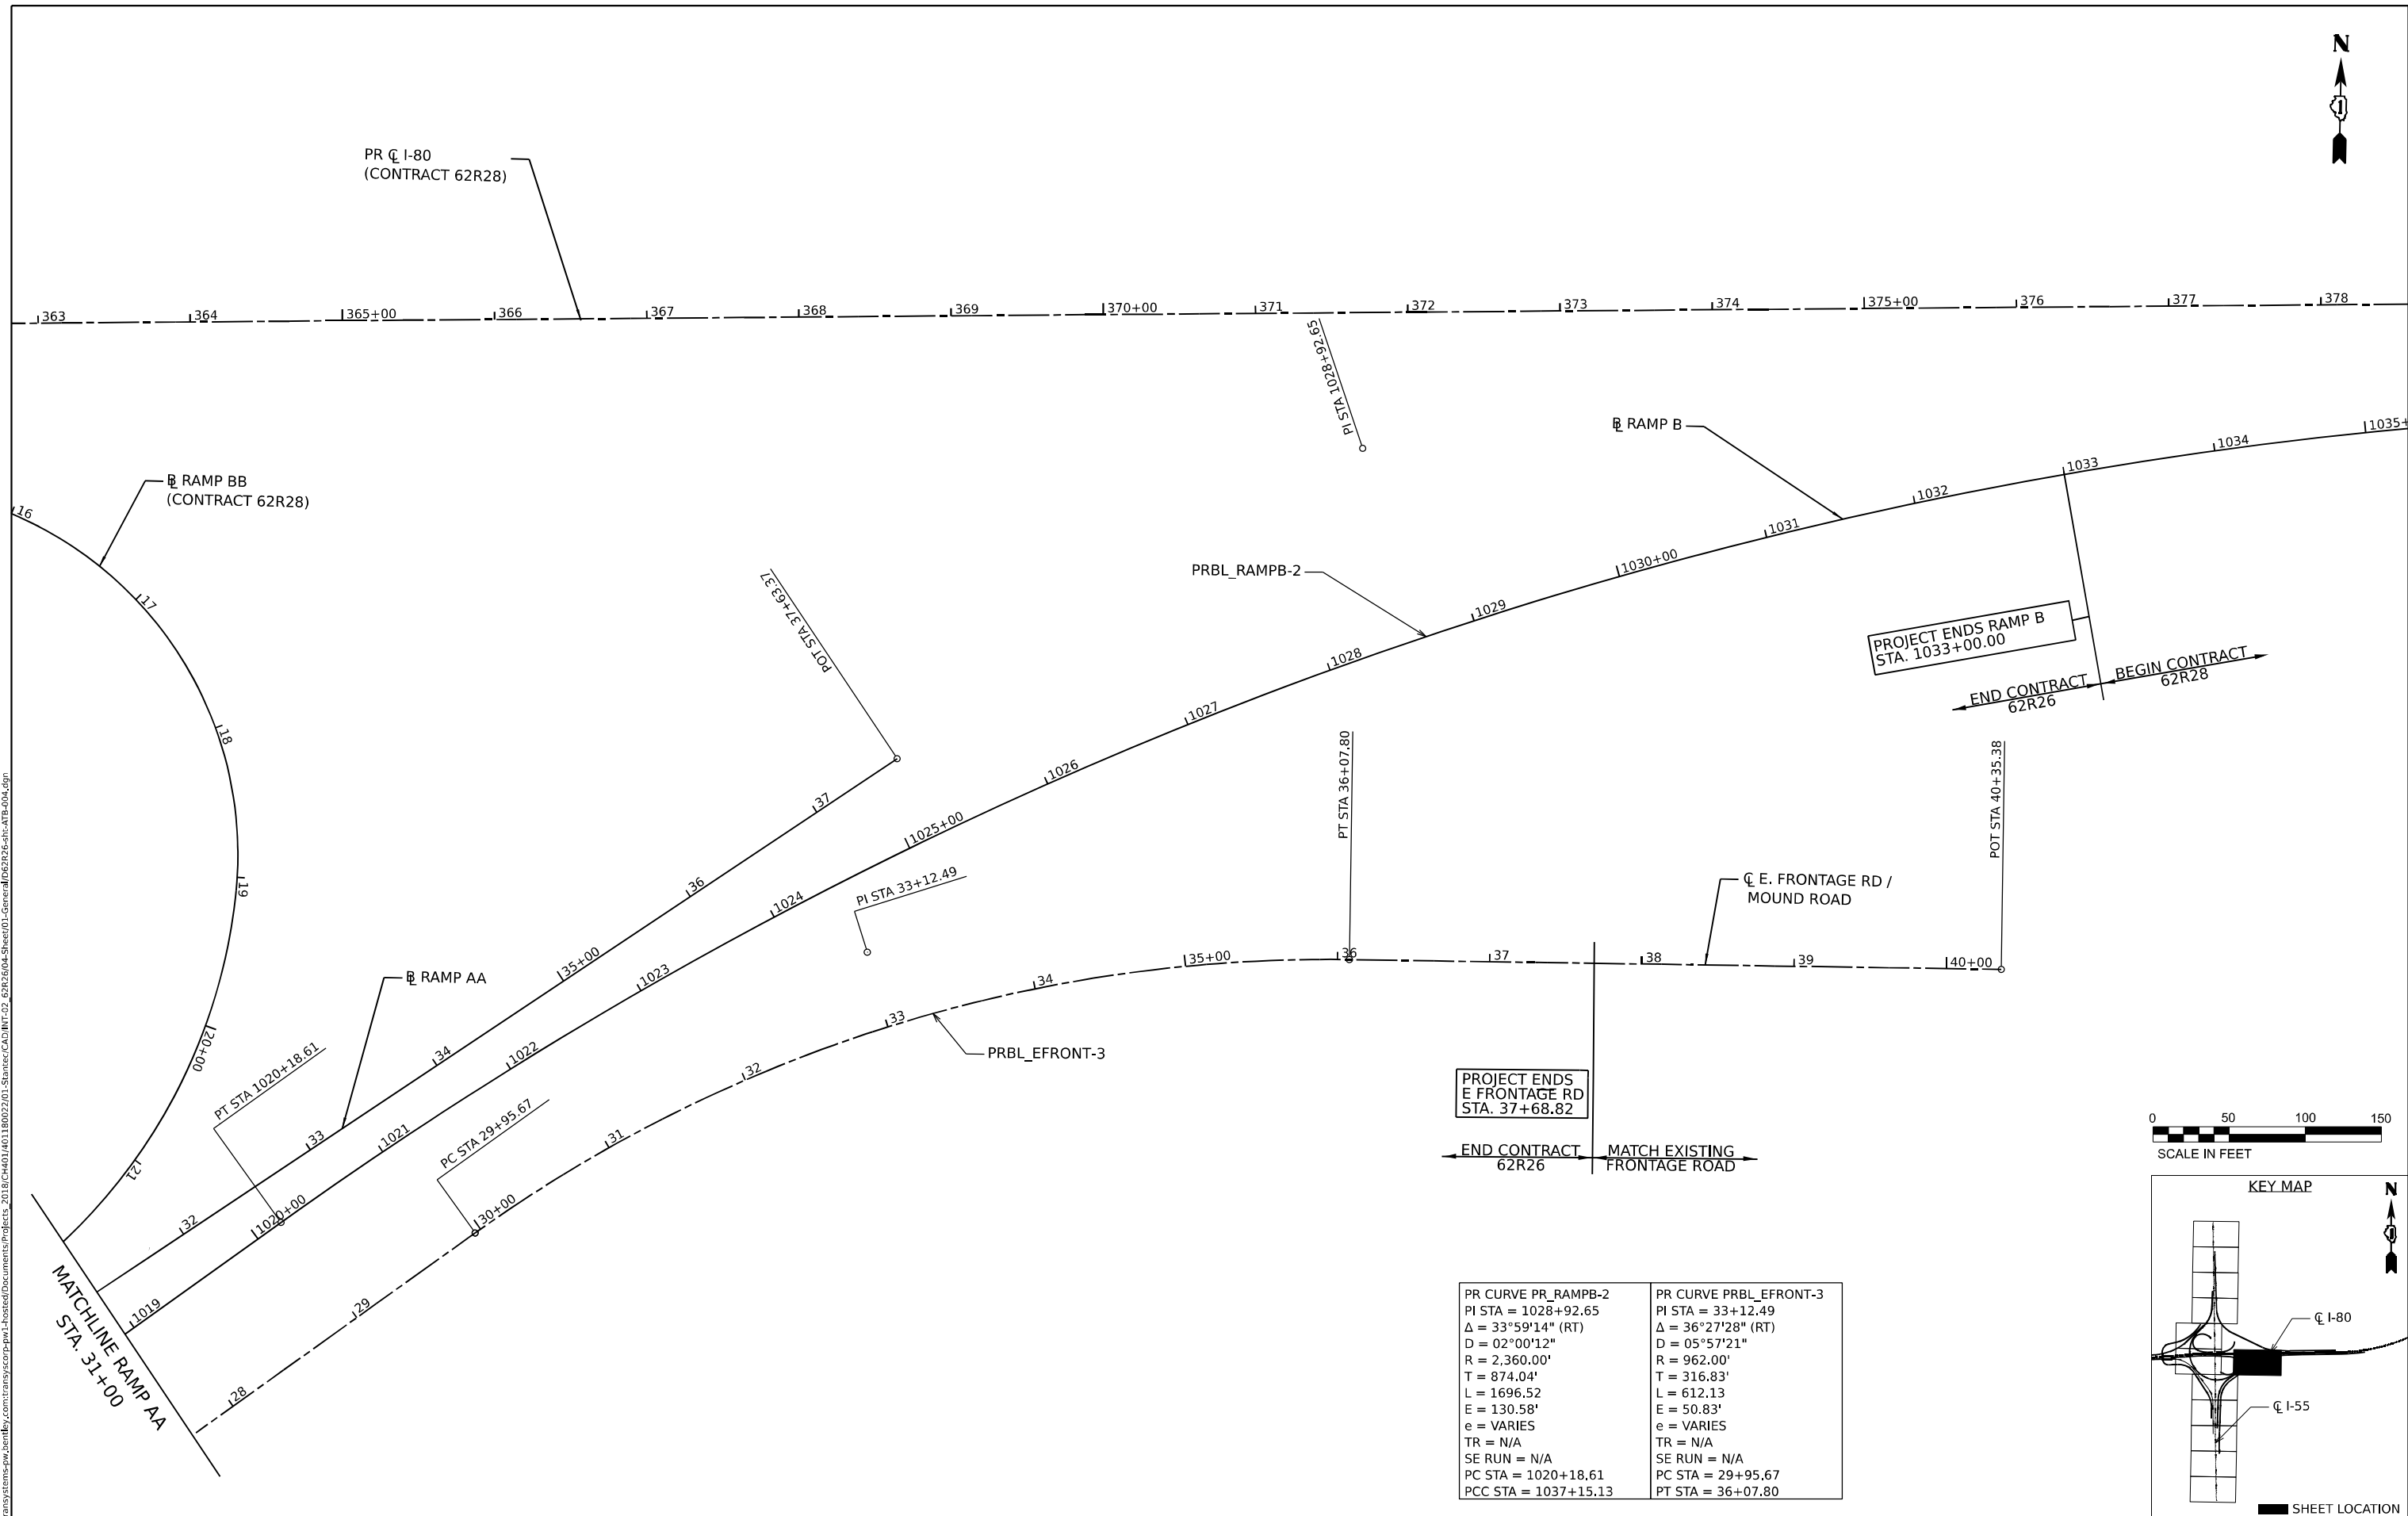 N
1
PR ℄ I-80
(CONTRACT 62R28)
363
364
365+00
366
367
368
369
370+00
371
372
373
374
375+00
376
377
378
PI STA 1028+92.65
BL RAMP B
1035+
1034
1033
1032
1031
1030+00
1029
1028
1027
1026
1025+00
1024
1023
1022
1021
1020+00
1019
BL RAMP BB
(CONTRACT 62R28)
16
17
18
19
20+00
21
PRBL_RAMPB-2
POT STA 37+63.37
PROJECT ENDS RAMP B
STA. 1033+00.00
END CONTRACT
62R26
BEGIN CONTRACT
62R28
37
36
35+00
34
33
32
PI STA 33+12.49
PT STA 36+07.80
POT STA 40+35.38
℄ E. FRONTAGE RD /
MOUND ROAD
BL RAMP AA
PT STA 1020+18.61
PC STA 29+95.67
28
29
30+00
31
32
33
34
35+00
36
37
38
39
40+00
PRBL_EFRONT-3
PROJECT ENDS
E FRONTAGE RD
STA. 37+68.82
END CONTRACT
62R26
MATCH EXISTING
FRONTAGE ROAD
MATCHLINE RAMP AA
STA. 31+00
0 50 100 150
SCALE IN FEET
PR CURVE PR_RAMPB-2
PI STA = 1028+92.65
Δ = 33°59'14" (RT)
D = 02°00'12"
R = 2,360.00'
T = 874.04'
L = 1696.52
E = 130.58'
e = VARIES
TR = N/A
SE RUN = N/A
PC STA = 1020+18.61
PCC STA = 1037+15.13
PR CURVE PRBL_EFRONT-3
PI STA = 33+12.49
Δ = 36°27'28" (RT)
D = 05°57'21"
R = 962.00'
T = 316.83'
L = 612.13
E = 50.83'
e = VARIES
TR = N/A
SE RUN = N/A
PC STA = 29+95.67
PT STA = 36+07.80
KEY MAP
N
℄ I-80
℄ I-55
SHEET LOCATION